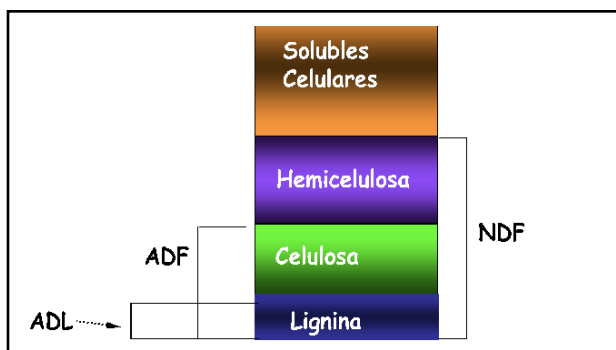 Solubles
Celulares
Hemicelulosa
NDF
ADF
Celulosa
ADL
Lignina